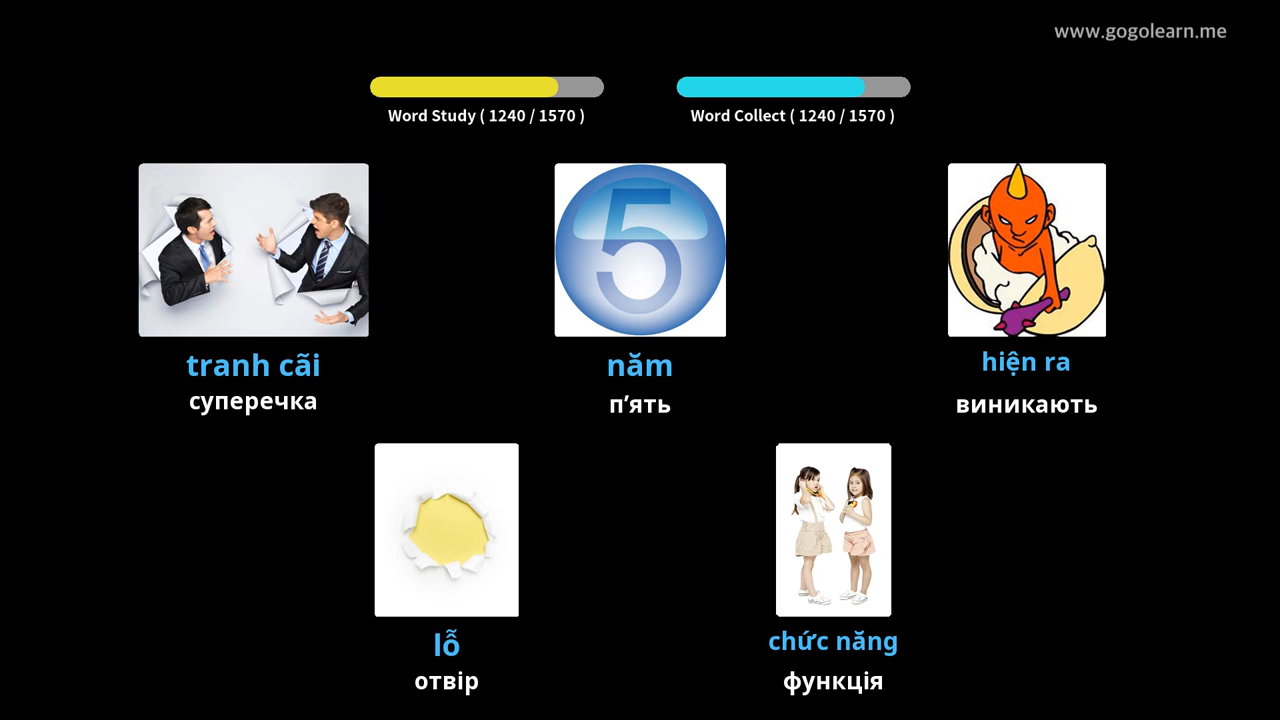 www.gogolearn.me
Word Study ( 1240 / 1570 )
Word Collect ( 1240 / 1570 )
5
tranh cãi
суперечка
năm
п’ять
hiện ra
виникають
lỗ
отвір
chức năng
функція